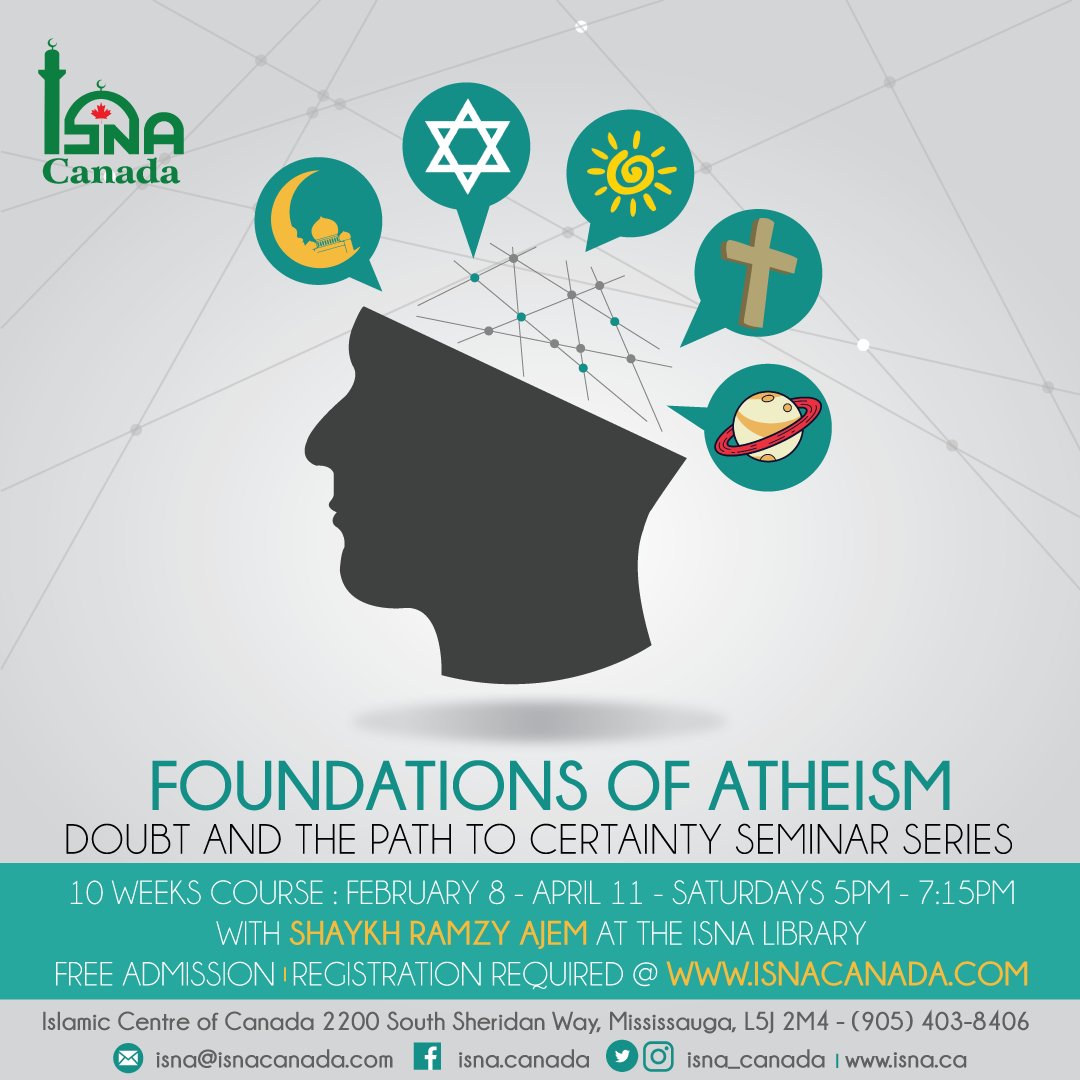 ISNA
Canada
FOUNDATIONS OF ATHEISM
DOUBT AND THE PATH TO CERTAINTY SEMINAR SERIES
10 WEEKS COURSE : FEBRUARY 8 - APRIL 11 - SATURDAYS 5PM - 7:15PM
WITH SHAYKH RAMZY AJEM AT THE ISNA LIBRARY
FREE ADMISSION I REGISTRATION REQUIRED @ WWW.ISNACANADA.COM
Islamic Centre of Canada 2200 South Sheridan Way, Mississauga, L5J 2M4 - (905) 403-8406
isna@isnacanada.com isna.canada isna_canada I www.isna.ca